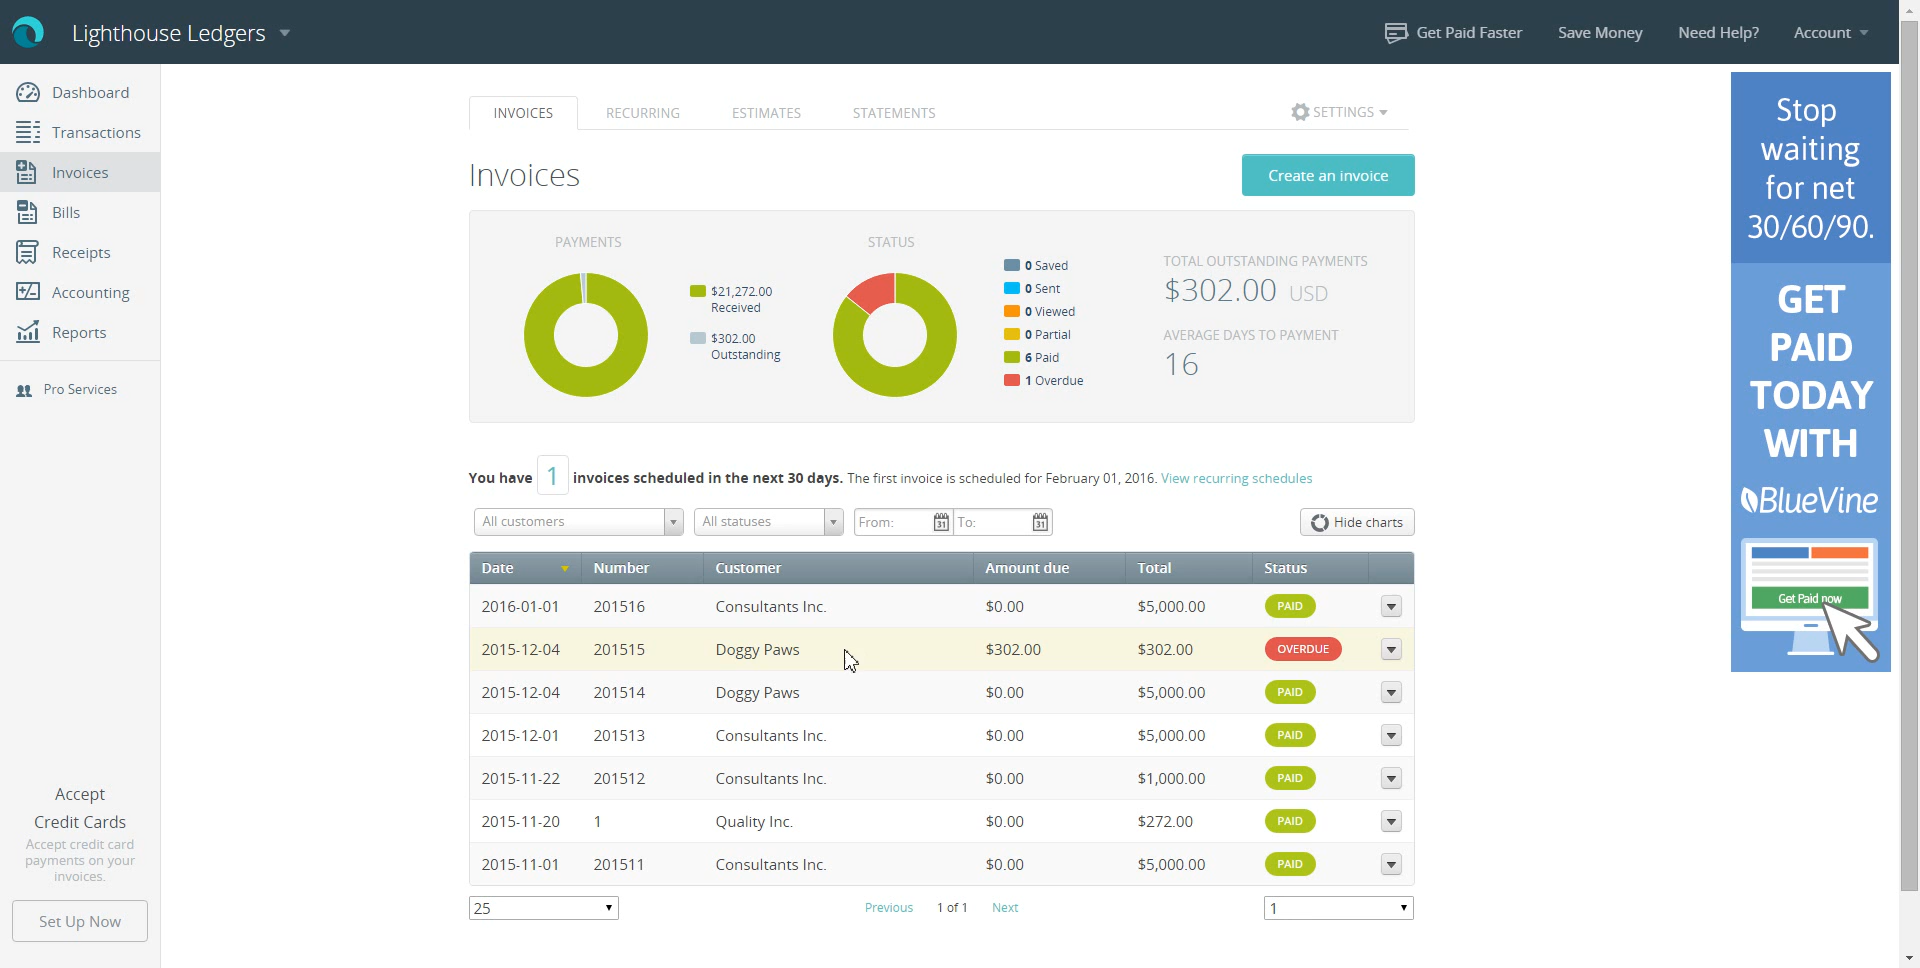 Lighthouse Ledgers
Get Paid Faster
Save Money
Need Help?
Account
Dashboard
Transactions
Invoices
Bills
Receipts
Accounting
Reports
Pro Services
Accept
Credit Cards
Accept credit card
payments on your
invoices.
Set Up Now
INVOICES
RECURRING
ESTIMATES
STATEMENTS
SETTINGS
Invoices
Create an invoice
PAYMENTS
$21,272.00
Received
$302.00
Outstanding
STATUS
0 Saved
0 Sent
0 Viewed
0 Partial
6 Paid
1 Overdue
TOTAL OUTSTANDING PAYMENTS
$302.00 USD
AVERAGE DAYS TO PAYMENT
16
You have 1 invoices scheduled in the next 30 days. The first invoice is scheduled for February 01, 2016. View recurring schedules
All customers
All statuses
From: 31
To: 31
Hide charts
Date Number Customer Amount due Total Status
2016-01-01 201516 Consultants Inc. $0.00 $5,000.00 PAID
2015-12-04 201515 Doggy Paws $302.00 $302.00 OVERDUE
2015-12-04 201514 Doggy Paws $0.00 $5,000.00 PAID
2015-12-01 201513 Consultants Inc. $0.00 $5,000.00 PAID
2015-11-22 201512 Consultants Inc. $0.00 $1,000.00 PAID
2015-11-20 1 Quality Inc. $0.00 $272.00 PAID
2015-11-01 201511 Consultants Inc. $0.00 $5,000.00 PAID
25
Previous 1 of 1 Next
1
Stop
waiting
for net
30/60/90.
GET
PAID
TODAY
WITH
BlueVine
Get Paid now